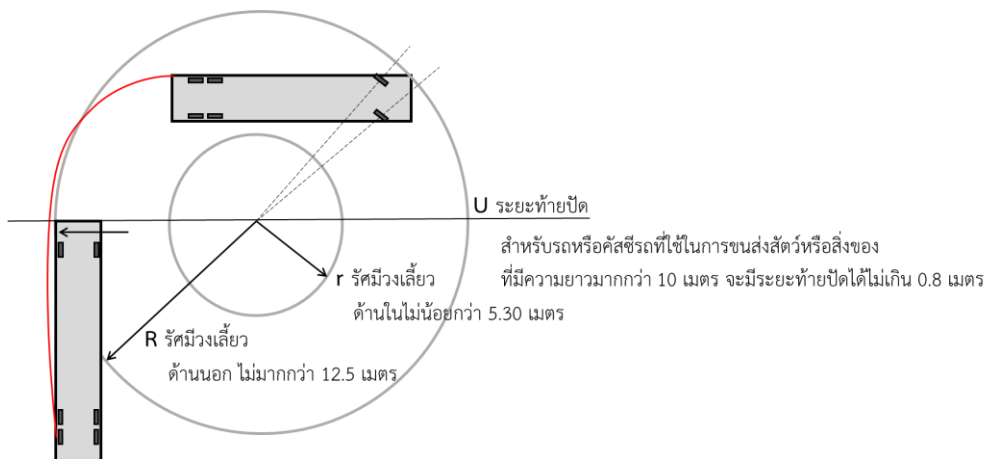 U ระยะท้ายปัด
สำหรับรถหรือคัสซีรถที่ใช้ในการขนส่งสัตว์หรือสิ่งของ
ที่มีความยาวมากกว่า 10 เมตร จะมีระยะท้ายปัดได้ไม่เกิน 0.8 เมตร
r รัศมีวงเลี้ยว
ด้านในไม่น้อยกว่า 5.30 เมตร
R รัศมีวงเลี้ยว
ด้านนอก ไม่มากกว่า 12.5 เมตร